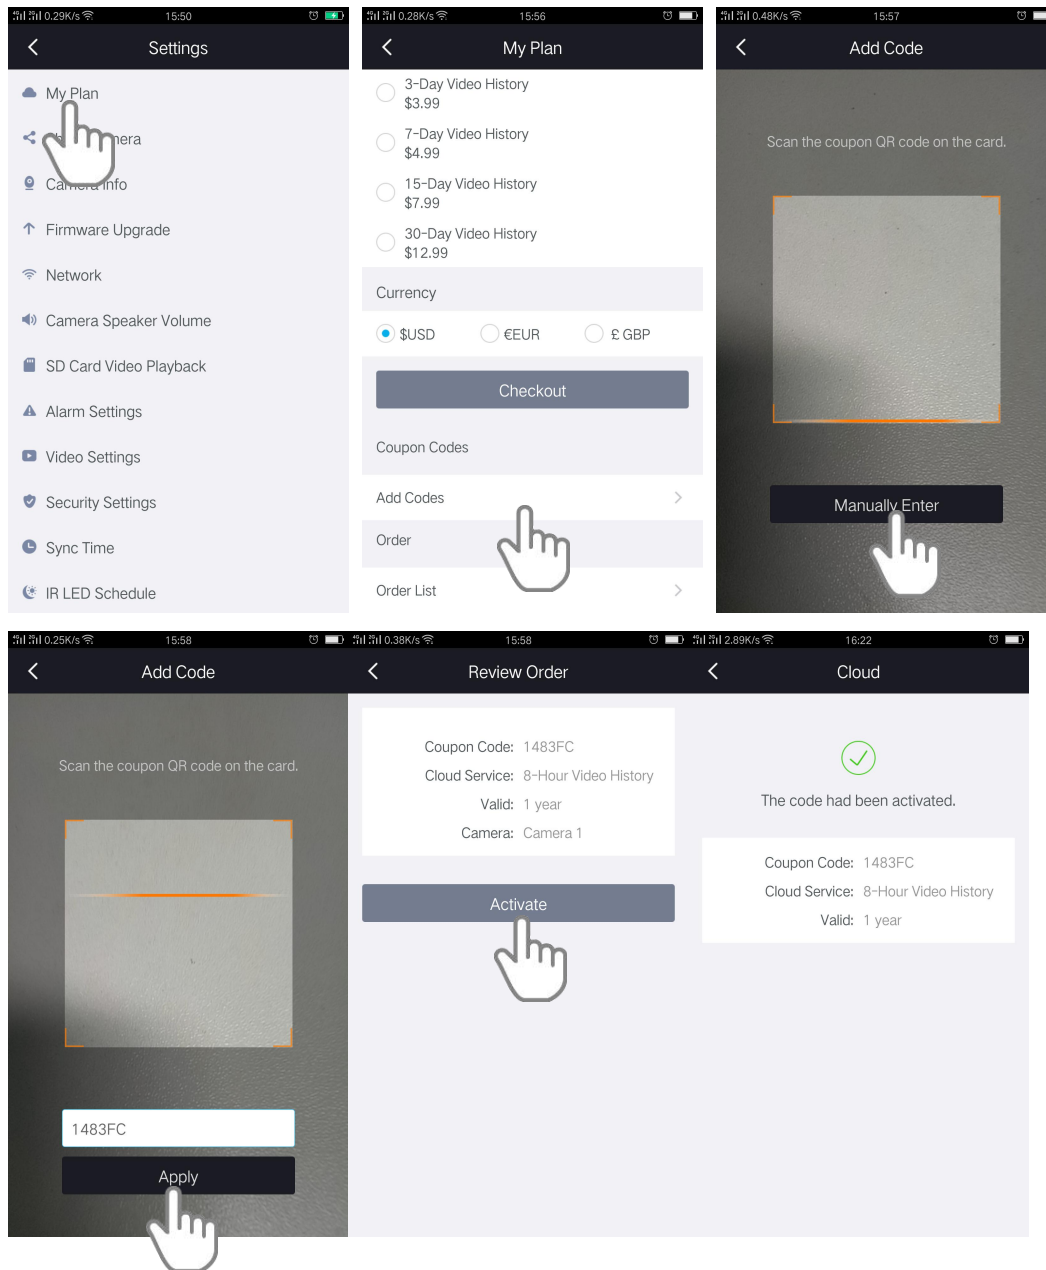 0.29K/s 15:50
Settings
My Plan
Camera Info
Firmware Upgrade
Network
Camera Speaker Volume
SD Card Video Playback
Alarm Settings
Video Settings
Security Settings
Sync Time
IR LED Schedule
0.28K/s 15:56
My Plan
3-Day Video History
$3.99
7-Day Video History
$4.99
15-Day Video History
$7.99
30-Day Video History
$12.99
Currency
$USD €EUR £ GBP
Checkout
Coupon Codes
Add Codes
Order
Order List
0.48K/s 15:57
Add Code
Scan the coupon QR code on the card.
Manually Enter
0.25K/s 15:58
Add Code
Scan the coupon QR code on the card.
1483FC
Apply
0.38K/s 15:58
Review Order
Coupon Code: 1483FC
Cloud Service: 8-Hour Video History
Valid: 1 year
Camera: Camera 1
Activate
2.89K/s 16:22
Cloud
The code had been activated.
Coupon Code: 1483FC
Cloud Service: 8-Hour Video History
Valid: 1 year